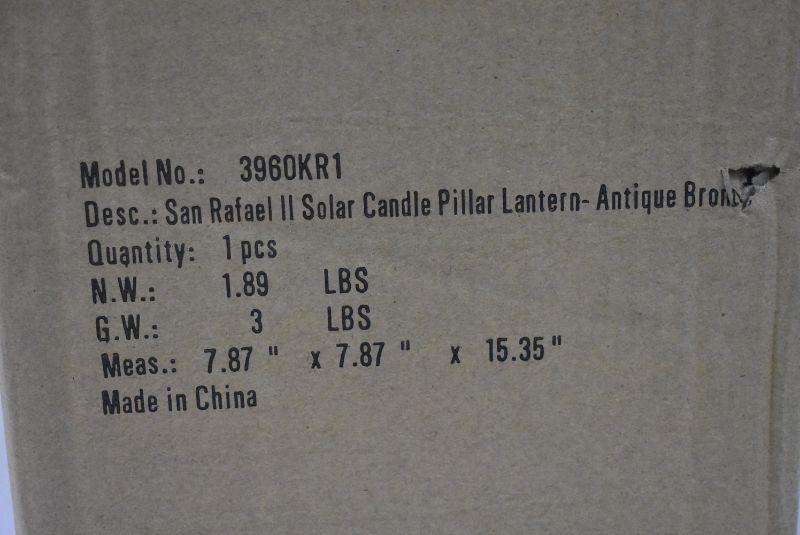 Model No.: 3960KR1
Desc.: San Rafael II Solar Candle Pillar Lantern- Antique Bronze
Quantity: 1 pcs
N.W.: 1.89 LBS
G.W.: 3 LBS
Meas.: 7.87 " x 7.87 " x 15.35 "
Made in China